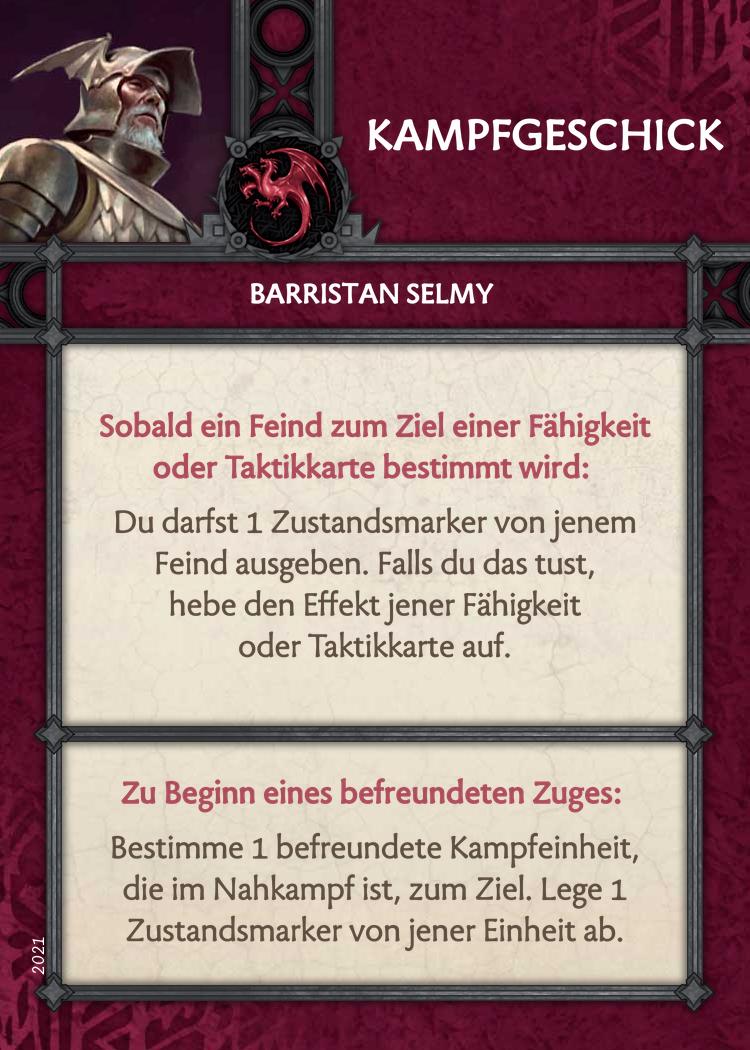 KAMPFGESCHICK
BARRISTAN SELMY
Sobald ein Feind zum Ziel einer Fähigkeit
oder Taktikkarte bestimmt wird:
Du darfst 1 Zustandsmarker von jenem
Feind ausgeben. Falls du das tust,
hebe den Effekt jener Fähigkeit
oder Taktikkarte auf.
Zu Beginn eines befreundeten Zuges:
Bestimme 1 befreundete Kampfeinheit,
die im Nahkampf ist, zum Ziel. Lege 1
Zustandsmarker von jener Einheit ab.
2021